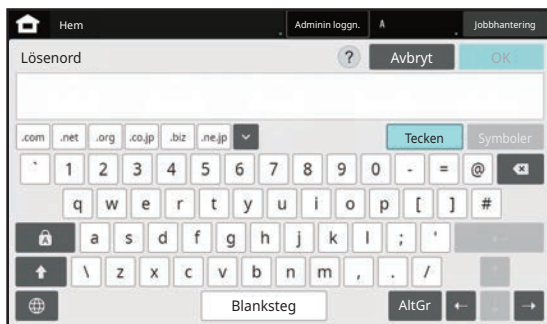 Hem Adminin loggn. A Jobbhantering
Lösenord ? Avbryt OK
.com .net .org .co.jp .biz .ne.jp Tecken Symboler
` 1 2 3 4 5 6 7 8 9 0 - = @
q w e r t y u i o p [ ] #
A a s d f g h j k l ; '
\ z x c v b n m , . /
Blanksteg AltGr